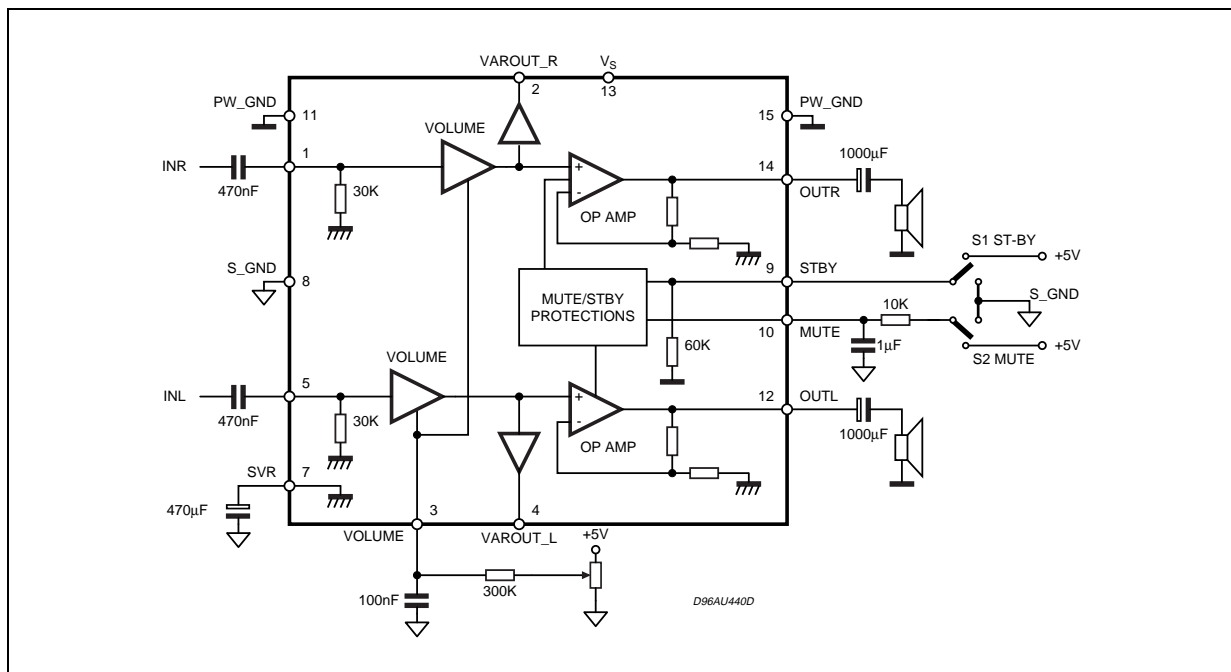 VAROUT_R
VS
2
13
PW_GND
11
15
PW_GND
VOLUME
1000µF
INR
1
14
470nF
30K
+
-
OP AMP
OUTR
S1 ST-BY
+5V
S_GND
8
9
STBY
MUTE/STBY
PROTECTIONS
S_GND
10K
10
MUTE
60K
1µF
+5V
S2 MUTE
VOLUME
INL
5
12
OUTL
470nF
30K
+
-
OP AMP
1000µF
SVR
7
470µF
3
4
VOLUME
VAROUT_L
+5V
300K
100nF
D96AU440D